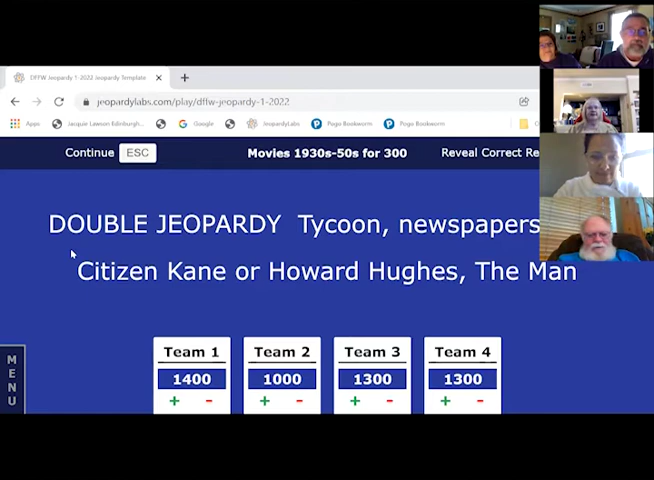 DFFW Jeopardy 1-2022 Jeopardy Template
jeopardylabs.com/play/dffw-jeopardy-1-2022
Apps Jacquie Lawson Edinburgh... Google JeopardyLabs Pogo Bookworm Pogo Bookworm
Continue ESC Movies 1930s-50s for 300 Reveal Correct Re
DOUBLE JEOPARDY Tycoon, newspapers
Citizen Kane or Howard Hughes, The Man
MENU
Team 1 Team 2 Team 3 Team 4
1400 1000 1300 1300
+ - + - + - + -